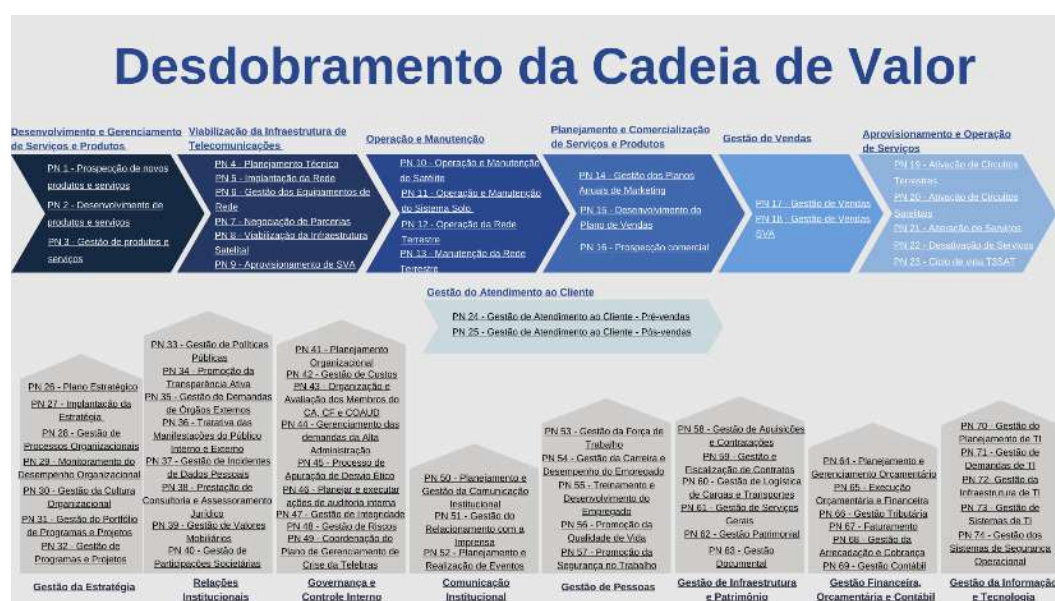 Desdobramento da Cadeia de Valor
Desenvolvimento e Gerenciamento
de Serviços e Produtos
PN 1 - Prospecção de novos
produtos e serviços
PN 2 - Desenvolvimento de
produtos e serviços
PN 3 - Gestão de produtos e
serviços
Viabilização da Infraestrutura de
Telecomunicações
PN 4 - Planejamento Técnico
PN 5 - Implantação da Rede
PN 6 - Gestão dos Equipamentos de
Rede
PN 7 - Negociação de Parcerias
PN 8 - Viabilização da Infraestrutura
Satelital
PN 9 - Aprovisionamento de SVA
Operação e Manutenção
PN 10 - Operação e Manutenção
de Satélite
PN 11 - Operação e Manutenção
do Sistema Solo
PN 12 - Operação da Rede
Terrestre
PN 13 - Manutenção da Rede
Terrestre
Planejamento e Comercialização
de Serviços e Produtos
PN 14 - Gestão dos Planos
Anuais de Marketing
PN 15 - Desenvolvimento do
Plano de Vendas
PN 16 - Prospecção comercial
Gestão de Vendas
PN 17 - Gestão de Vendas
PN 18 - Gestão de Vendas
SVA
Aprovisionamento e Operação
de Serviços
PN 19 - Ativação de Circuitos
Terrestres
PN 20 - Ativação de Circuitos
Satelitais
PN 21 - Alteração de Serviços
PN 22 - Desativação de Serviços
PN 23 - Ciclo de vida T3SAT
Gestão do Atendimento ao Cliente
PN 24 - Gestão de Atendimento ao Cliente - Pré-vendas
PN 25 - Gestão de Atendimento ao Cliente - Pós-vendas
PN 26 - Plano Estratégico
PN 27 - Implantação da
Estratégia
PN 28 - Gestão de
Processos Organizacionais
PN 29 - Monitoramento do
Desempenho Organizacional
PN 30 - Gestão da Cultura
Organizacional
PN 31 - Gestão do Portfólio
de Programas e Projetos
PN 32 - Gestão de
Programas e Projetos
Gestão da Estratégia
PN 33 - Gestão de Políticas
Públicas
PN 34 - Promoção da
Transparência Ativa
PN 35 - Gestão de Demandas
de Órgãos Externos
PN 36 - Tratativa das
Manifestações do Público
Interno e Externo
PN 37 - Gestão de Incidentes
de Dados Pessoais
PN 38 - Prestação de
Consultoria e Assessoramento
Jurídico
PN 39 - Gestão de Valores
Mobiliários
PN 40 - Gestão de
Participações Societárias
Relações
Institucionais
PN 41 - Planejamento
Organizacional
PN 42 - Gestão de Custos
PN 43 - Organização e
Avaliação dos Membros do
CA, CF e COAUD
PN 44 - Gerenciamento das
demandas da Alta
Administração
PN 45 - Processo de
Apuração de Desvio Ético
PN 46 - Planejar e executar
ações de auditoria interna
PN 47 - Gestão de Integridade
PN 48 - Gestão de Riscos
PN 49 - Coordenação do
Plano de Gerenciamento de
Crise da Telebras
Governança e
Controle Interno
PN 50 - Planejamento e
Gestão da Comunicação
Institucional
PN 51 - Gestão do
Relacionamento com a
Imprensa
PN 52 - Planejamento e
Realização de Eventos
Comunicação
Institucional
PN 53 - Gestão da Força de
Trabalho
PN 54 - Gestão da Carreira e
Desempenho do Empregado
PN 55 - Treinamento e
Desenvolvimento do
Empregado
PN 56 - Promoção da
Qualidade de Vida
PN 57 - Promoção da
Segurança no Trabalho
Gestão de Pessoas
PN 58 - Gestão de Aquisições
e Contratações
PN 59 - Gestão e
Fiscalização de Contratos
PN 60 - Gestão de Logística
de Cargas e Transportes
PN 61 - Gestão de Serviços
Gerais
PN 62 - Gestão Patrimonial
PN 63 - Gestão
Documental
Gestão de Infraestrutura
e Patrimônio
PN 64 - Planejamento e
Gerenciamento Orçamentário
PN 65 - Execução
Orçamentária e Financeira
PN 66 - Gestão Tributária
PN 67 - Faturamento
PN 68 - Gestão da
Arrecadação e Cobrança
PN 69 - Gestão Contábil
Gestão Financeira,
Orçamentária e Contábil
PN 70 - Gestão do
Planejamento de TI
PN 71 - Gestão de
Demandas de TI
PN 72 - Gestão da
Infraestrutura de TI
PN 73 - Gestão de
Sistemas de TI
PN 74 - Gestão dos
Sistemas de Segurança
Operacional
Gestão da Informação
e Tecnologia